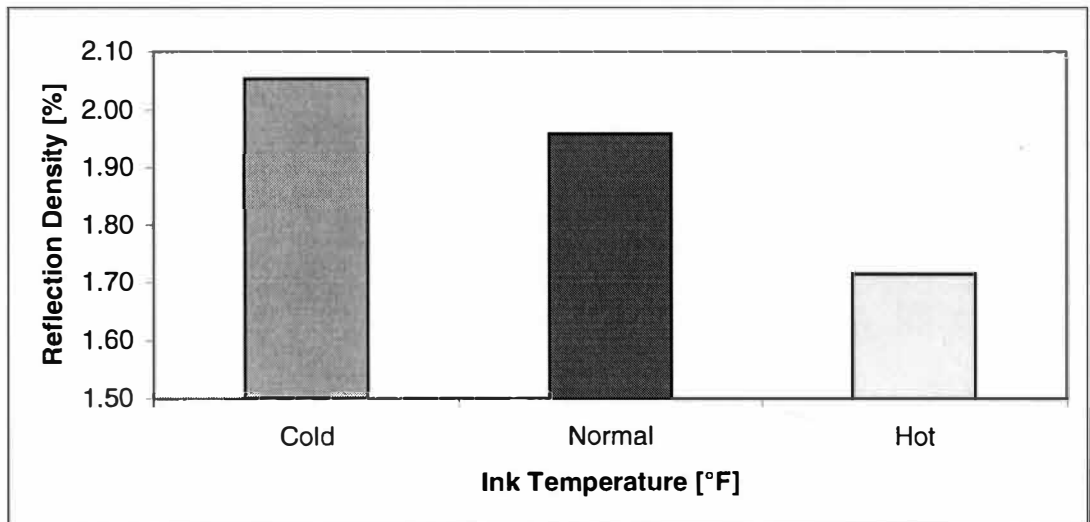 2.10
2.00
1.90
1.80
1.70
1.60
1.50
Reflection Density [%]
Cold Normal Hot
Ink Temperature [°F]